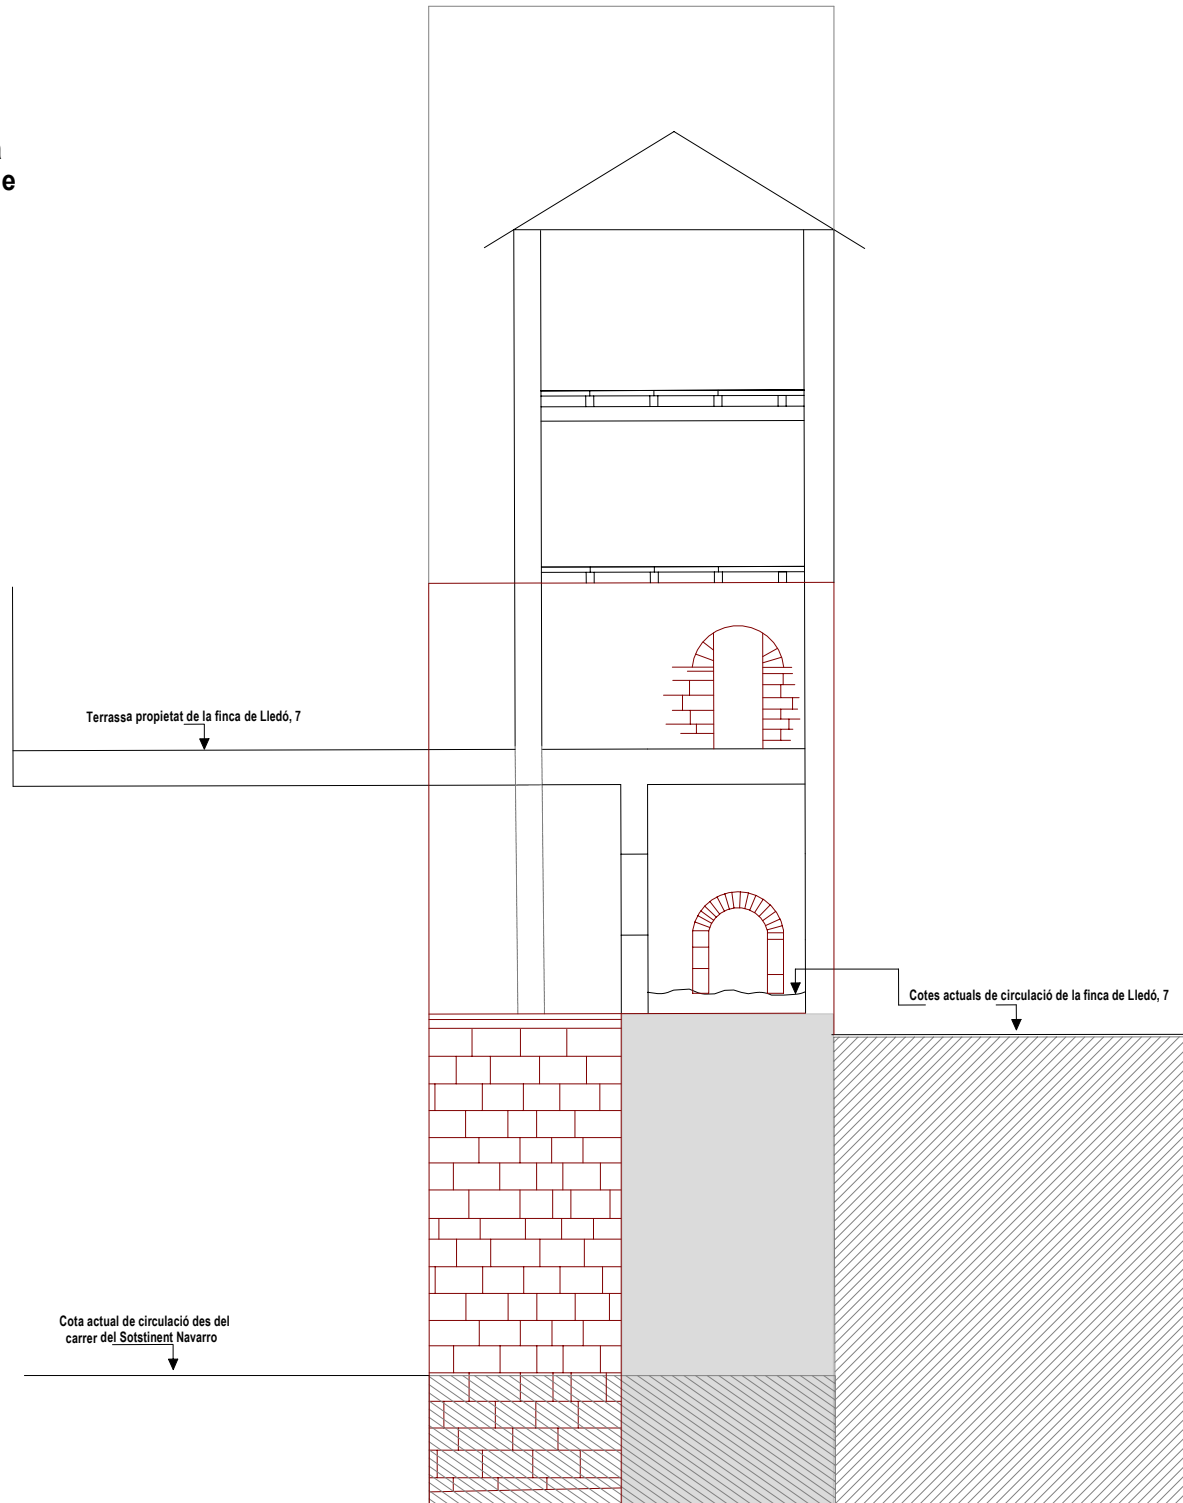 e
Terrassa propietat de la finca de Lledó, 7
Cotes actuals de circulació de la finca de Lledó, 7
Cota actual de circulació des del
carrer del Sotstinent Navarro